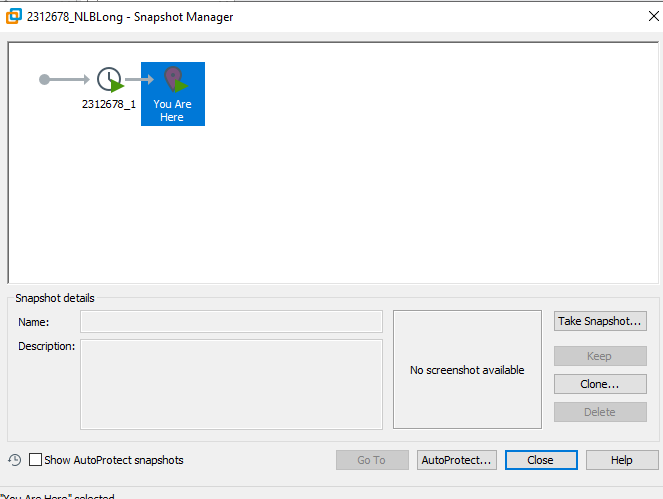 2312678_NLBLong - Snapshot Manager
2312678_1
You Are
Here
Snapshot details
Name:
Description:
No screenshot available
Take Snapshot...
Keep
Clone...
Delete
Show AutoProtect snapshots
Go To
AutoProtect...
Close
Help
"You Are Here" selected